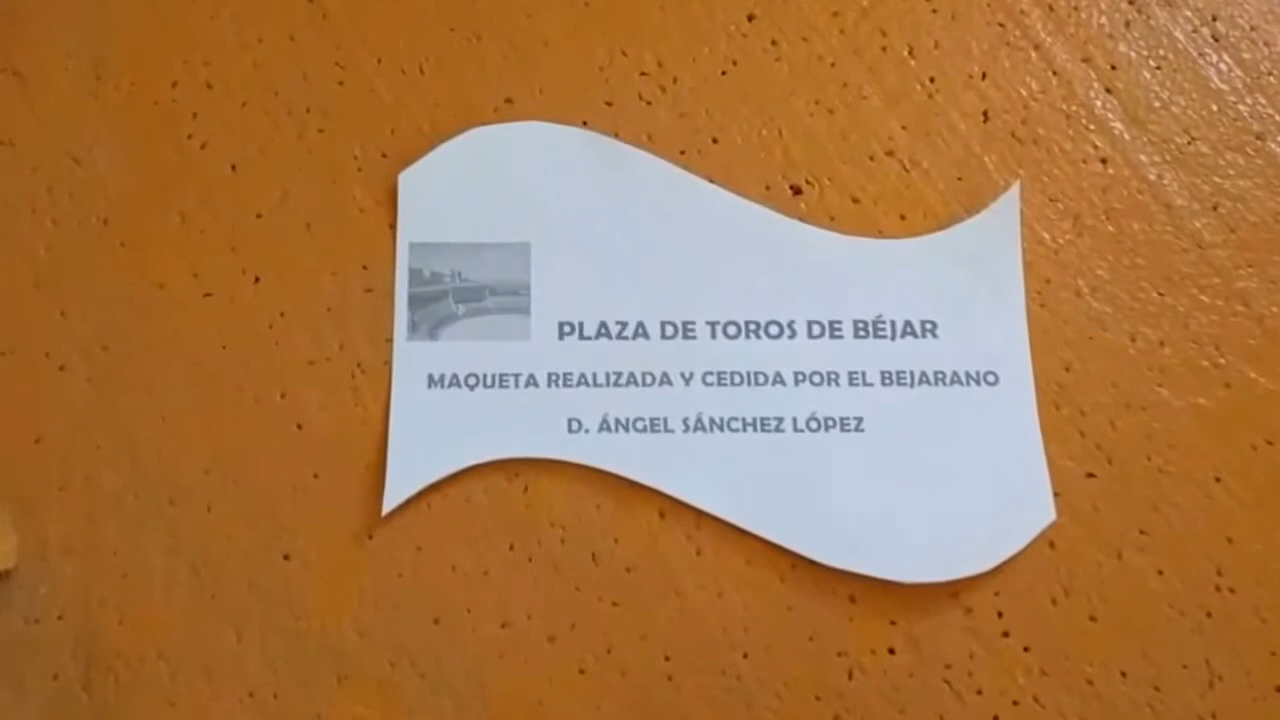 PLAZA DE TOROS DE BÉJAR
MAQUETA REALIZADA Y CEDIDA POR EL BEJARANO
D. ÁNGEL SÁNCHEZ LÓPEZ